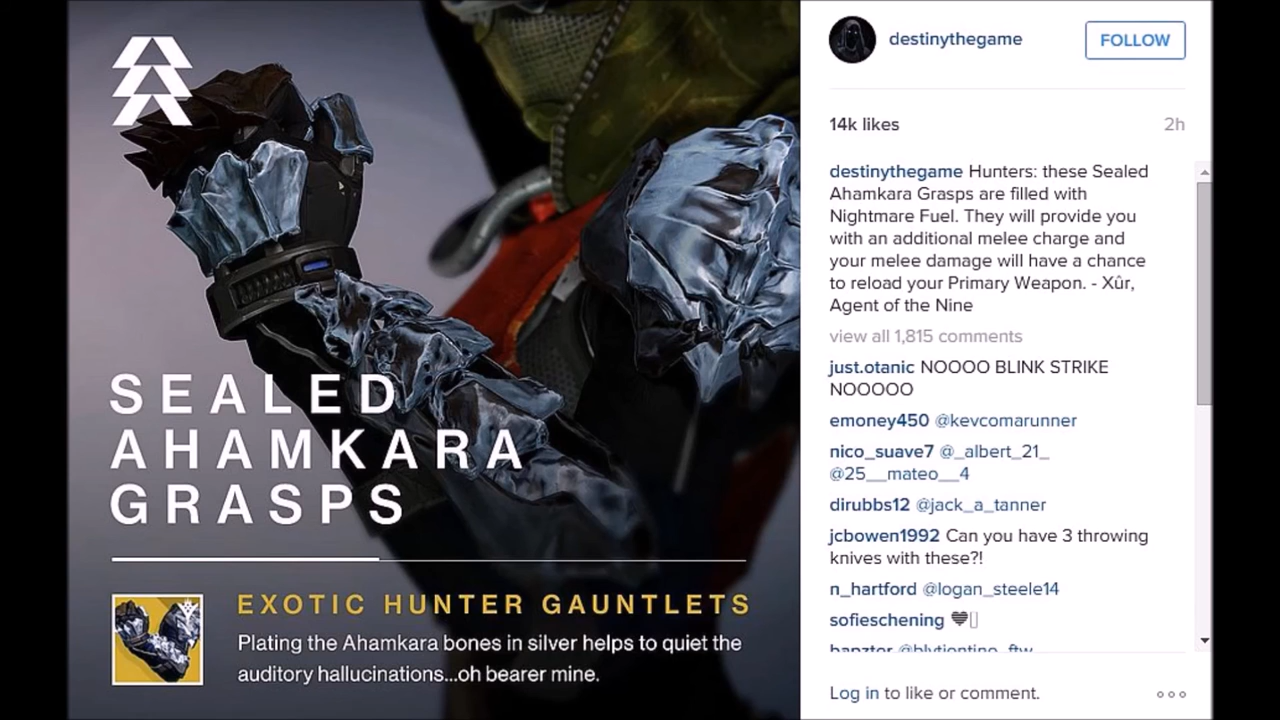 SEALED
AHAMKARA
GRASPS
EXOTIC HUNTER GAUNTLETS
Plating the Ahamkara bones in silver helps to quiet the
auditory hallucinations...oh bearer mine.
destinythegame
FOLLOW
14k likes 2h
destinythegame Hunters: these Sealed
Ahamkara Grasps are filled with
Nightmare Fuel. They will provide you
with an additional melee charge and
your melee damage will have a chance
to reload your Primary Weapon. - Xûr,
Agent of the Nine
view all 1,815 comments
just.otanic NOOOO BLINK STRIKE
NOOOOO
emoney450 @kevcomarunner
nico_suave7 @_albert_21_
@25__mateo__4
dirubbs12 @jack_a_tanner
jcbowen1992 Can you have 3 throwing
knives with these?!
n_hartford @logan_steele14
sofieschening 🖤
Log in to like or comment.